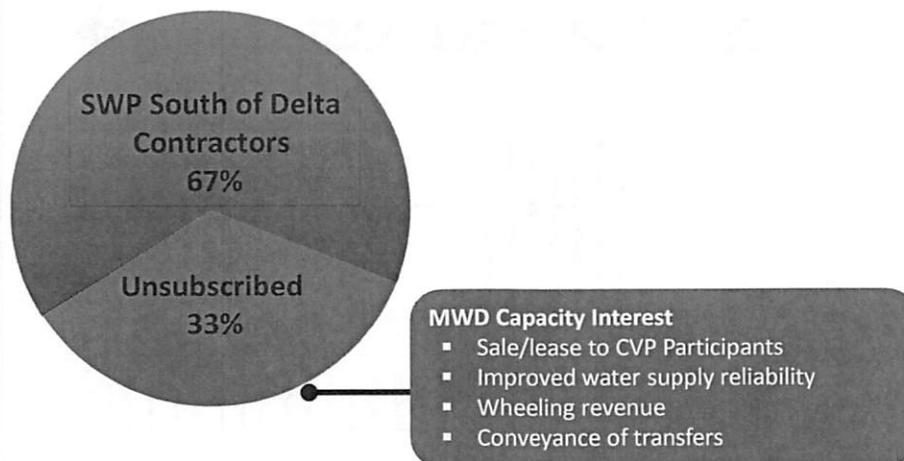 SWP South of Delta
Contractors
67%
Unsubscribed
33%
MWD Capacity Interest
▪ Sale/lease to CVP Participants
▪ Improved water supply reliability
▪ Wheeling revenue
▪ Conveyance of transfers